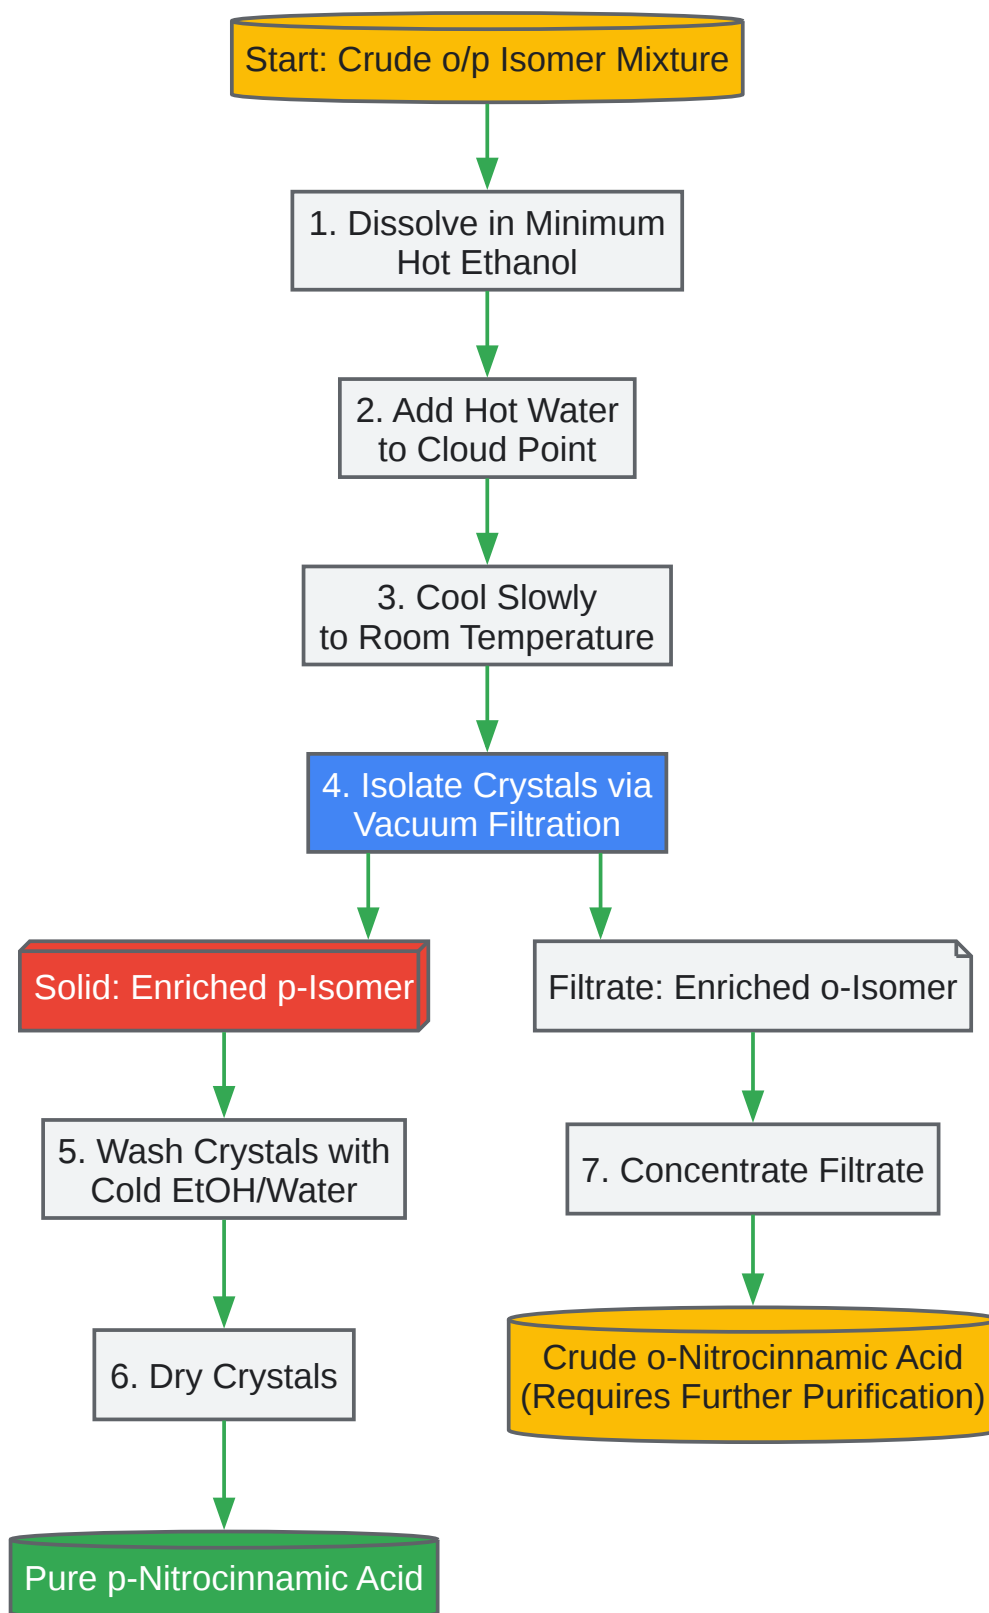 Start: Crude o/p Isomer Mixture
1. Dissolve in Minimum
Hot Ethanol
2. Add Hot Water
to Cloud Point
3. Cool Slowly
to Room Temperature
4. Isolate Crystals via
Vacuum Filtration
Solid: Enriched p-Isomer
Filtrate: Enriched o-Isomer
5. Wash Crystals with
Cold EtOH/Water
7. Concentrate Filtrate
6. Dry Crystals
Crude o-Nitrocinnamic Acid
(Requires Further Purification)
Pure p-Nitrocinnamic Acid